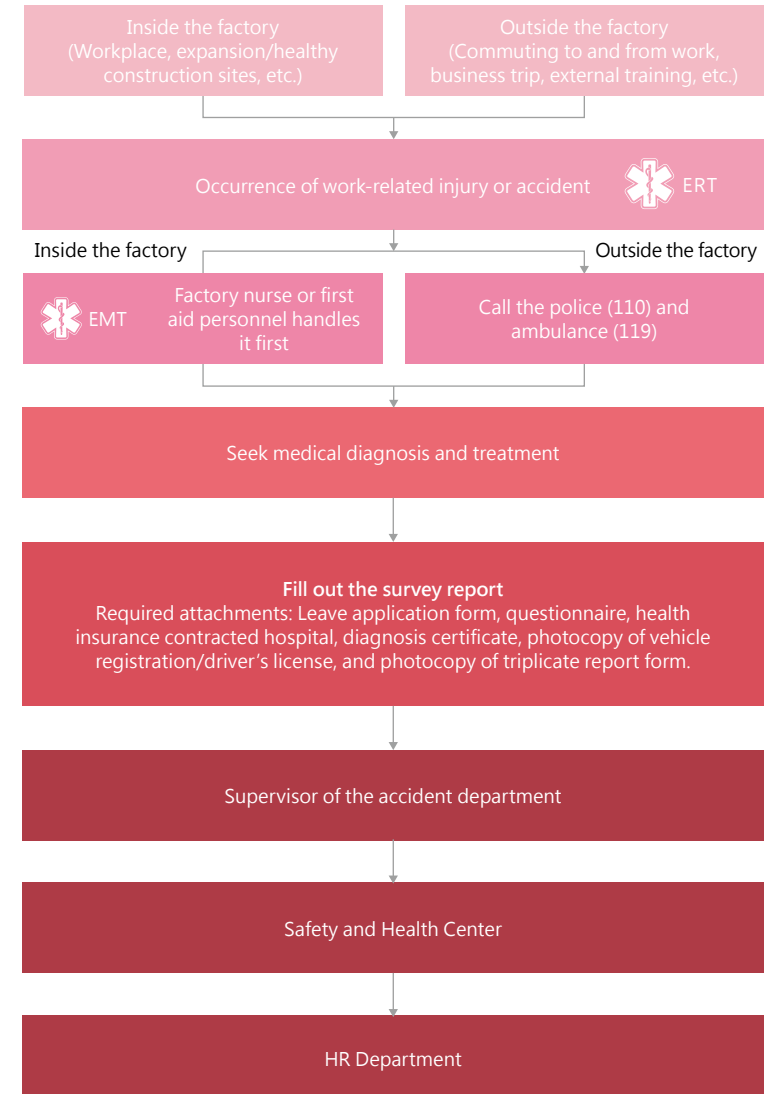 Inside the factory
(Workplace, expansion/healthy
construction sites, etc.)
Outside the factory
(Commuting to and from work,
business trip, external training, etc.)
Occurrence of work-related injury or accident
ERT
Inside the factory
Outside the factory
EMT
Factory nurse or first
aid personnel handles
it first
Call the police (110) and
ambulance (119)
Seek medical diagnosis and treatment
Fill out the survey report
Required attachments: Leave application form, questionnaire, health
insurance contracted hospital, diagnosis certificate, photocopy of vehicle
registration/driver‘s license, and photocopy of triplicate report form.
Supervisor of the accident department
Safety and Health Center
HR Department